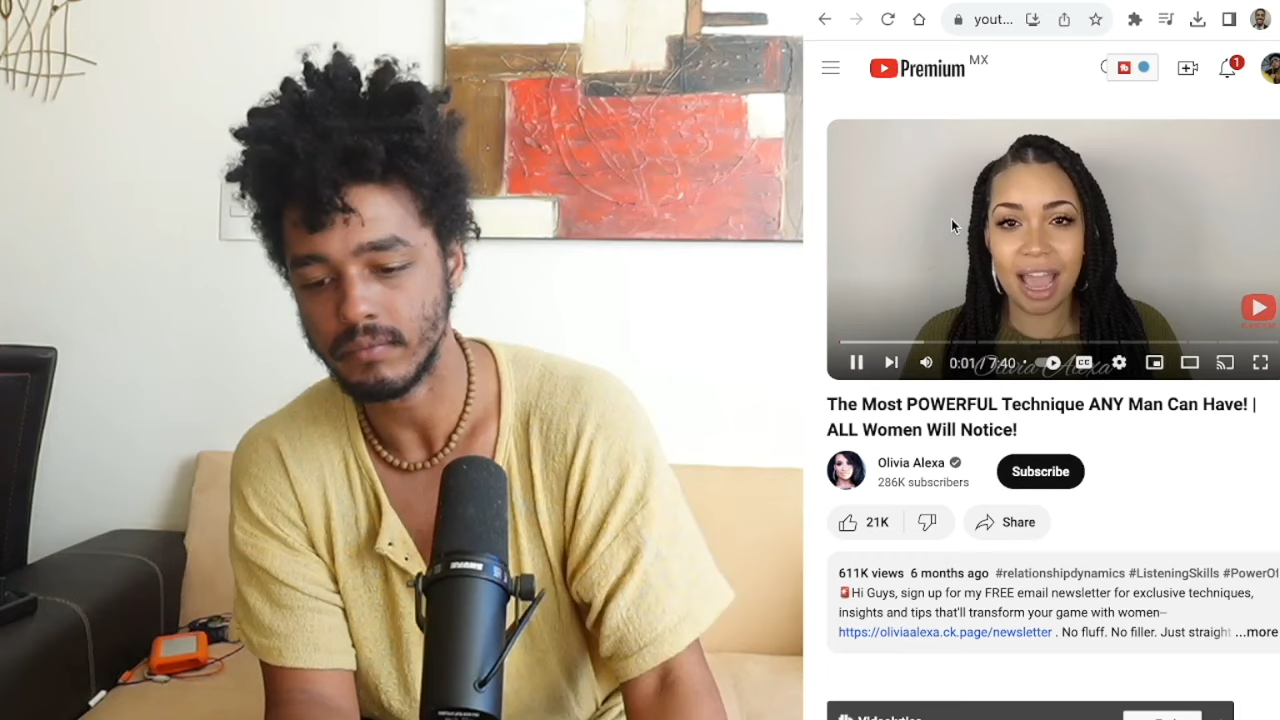 yout...
Premium MX
1
0:01 / 7:40
Olivia Alexa
The Most POWERFUL Technique ANY Man Can Have! |
ALL Women Will Notice!
Olivia Alexa
286K subscribers
Subscribe
21K
Share
611K views 6 months ago #relationshipdynamics #ListeningSkills #PowerOf
🚨Hi Guys, sign up for my FREE email newsletter for exclusive techniques,
insights and tips that'll transform your game with women–
https://oliviaalexa.ck.page/newsletter . No fluff. No filler. Just straight ...more